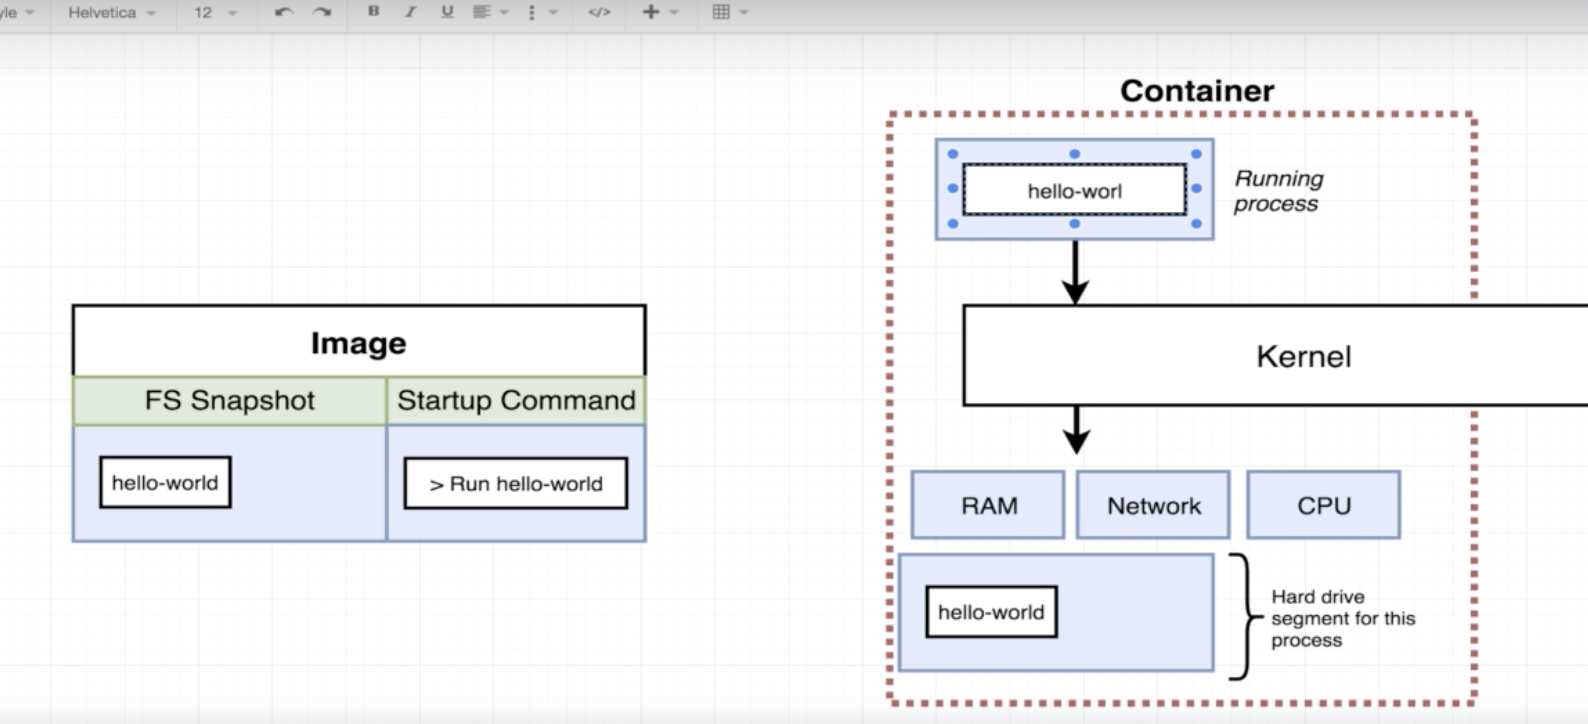 yle
Helvetica
12
B
I
U
</>
Container
hello-worl
Running
process
Image
Kernel
FS Snapshot
Startup Command
hello-world
> Run hello-world
RAM
Network
CPU
hello-world
Hard drive
segment for this
process